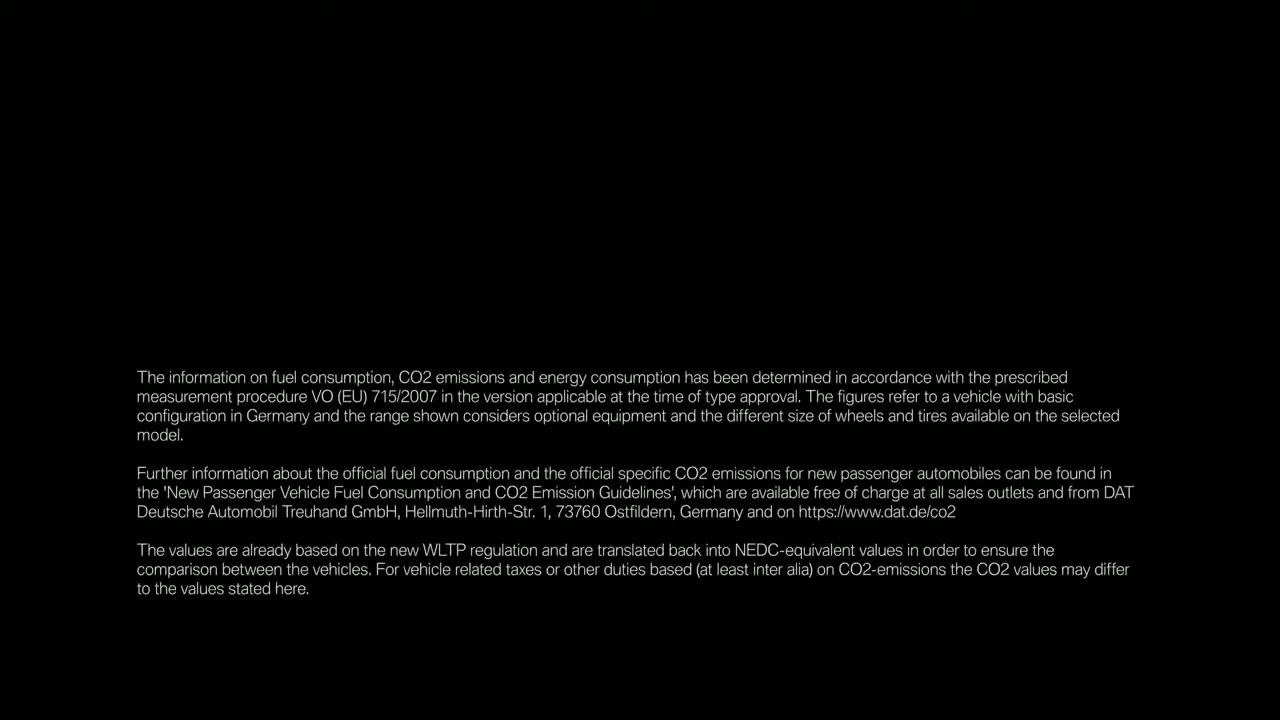 The information on fuel consumption, CO2 emissions and energy consumption has been determined in accordance with the prescribed
measurement procedure VO (EU) 715/2007 in the version applicable at the time of type approval. The figures refer to a vehicle with basic
configuration in Germany and the range shown considers optional equipment and the different size of wheels and tires available on the selected
model.
Further information about the official fuel consumption and the official specific CO2 emissions for new passenger automobiles can be found in
the 'New Passenger Vehicle Fuel Consumption and CO2 Emission Guidelines', which are available free of charge at all sales outlets and from DAT
Deutsche Automobil Treuhand GmbH, Hellmuth-Hirth-Str. 1, 73760 Ostfildern, Germany and on https://www.dat.de/co2
The values are already based on the new WLTP regulation and are translated back into NEDC-equivalent values in order to ensure the
comparison between the vehicles. For vehicle related taxes or other duties based (at least inter alia) on CO2-emissions the CO2 values may differ
to the values stated here.